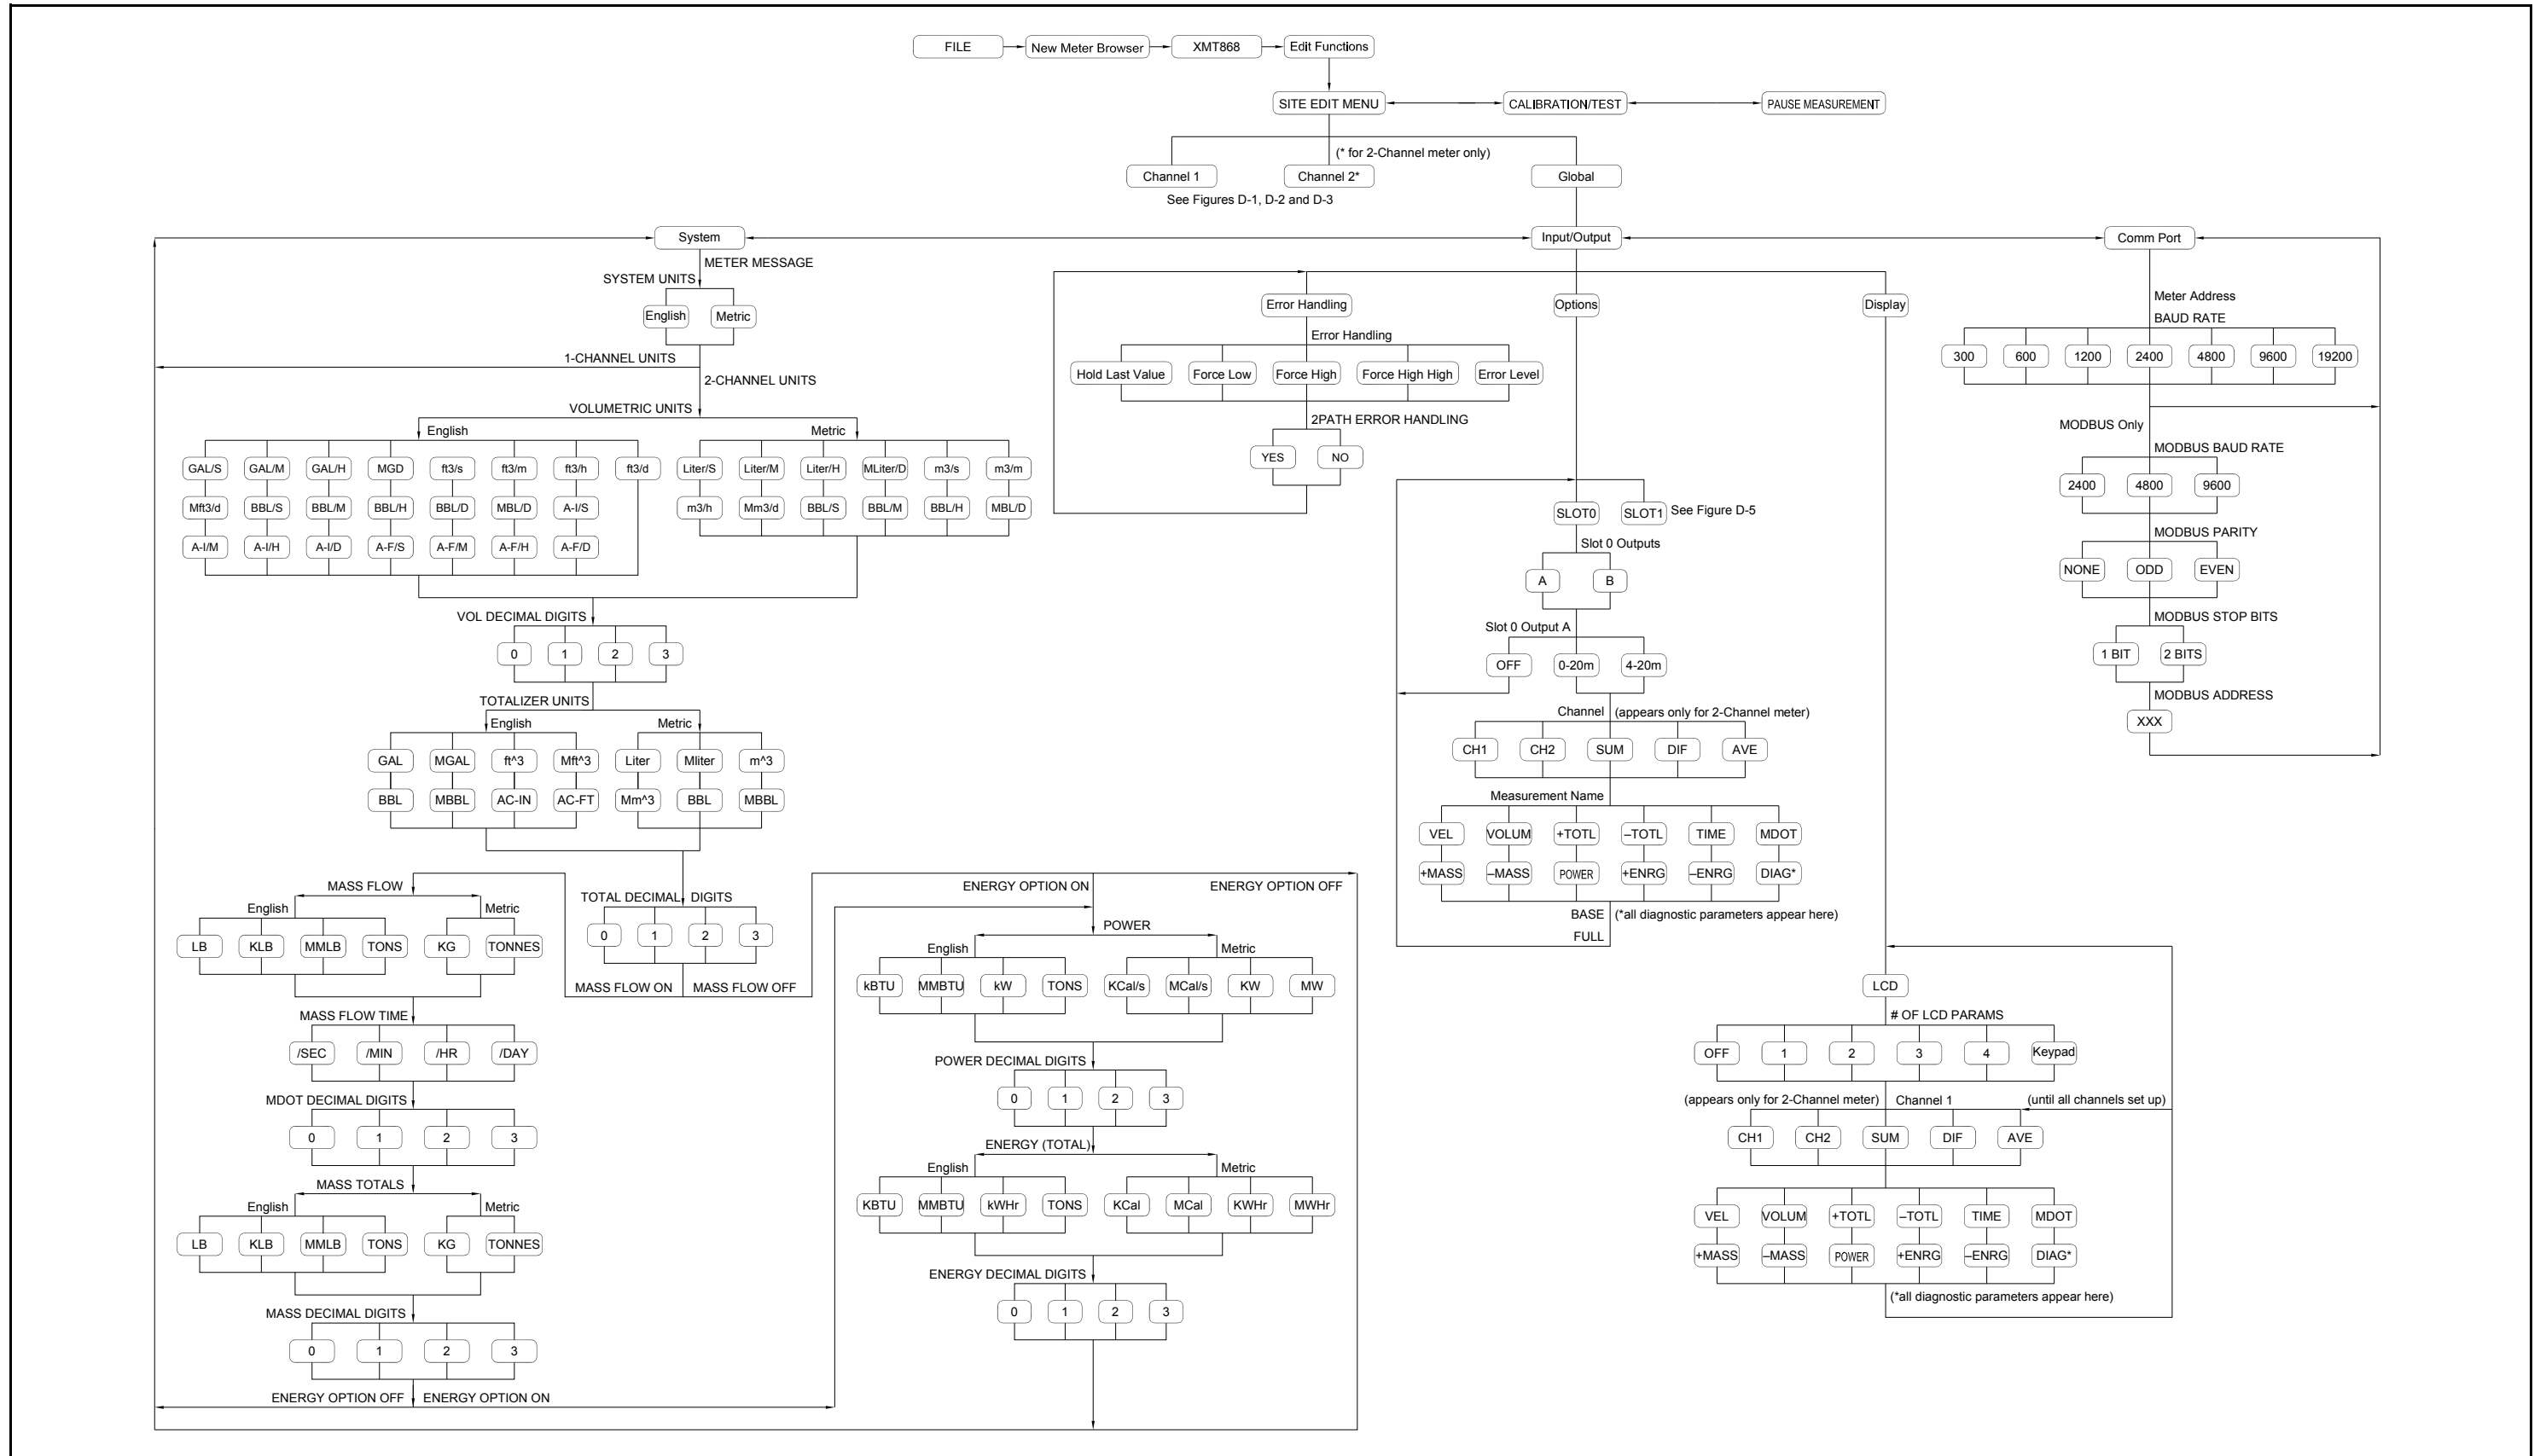 FILE
New Meter Browser
XMT868
Edit Functions
SITE EDIT MENU
CALIBRATION/TEST
PAUSE MEASUREMENT
(* for 2-Channel meter only)
Channel 1
Channel 2*
Global
See Figures D-1, D-2 and D-3
System
Input/Output
Comm Port
METER MESSAGE
SYSTEM UNITS
English
Metric
1-CHANNEL UNITS
2-CHANNEL UNITS
VOLUMETRIC UNITS
English
Metric
GAL/S
GAL/M
GAL/H
MGD
ft3/s
ft3/m
ft3/h
ft3/d
Liter/S
Liter/M
Liter/H
MLiter/D
m3/s
m3/m
Mft3/d
BBL/S
BBL/M
BBL/H
BBL/D
MBL/D
A-I/S
m3/h
Mm3/d
BBL/S
BBL/M
BBL/H
MBL/D
A-I/M
A-I/H
A-I/D
A-F/S
A-F/M
A-F/H
A-F/D
VOL DECIMAL DIGITS
0
1
2
3
TOTALIZER UNITS
English
Metric
GAL
MGAL
ft^3
Mft^3
Liter
Mliter
m^3
BBL
MBBL
AC-IN
AC-FT
Mm^3
BBL
MBBL
TOTAL DECIMAL DIGITS
0
1
2
3
MASS FLOW ON
MASS FLOW OFF
MASS FLOW
English
Metric
LB
KLB
MMLB
TONS
KG
TONNES
MASS FLOW TIME
/SEC
/MIN
/HR
/DAY
MDOT DECIMAL DIGITS
0
1
2
3
MASS TOTALS
English
Metric
LB
KLB
MMLB
TONS
KG
TONNES
MASS DECIMAL DIGITS
0
1
2
3
ENERGY OPTION OFF
ENERGY OPTION ON
ENERGY OPTION ON
ENERGY OPTION OFF
POWER
English
Metric
kBTU
MMBTU
kW
TONS
KCal/s
MCal/s
KW
MW
POWER DECIMAL DIGITS
0
1
2
3
ENERGY (TOTAL)
English
Metric
KBTU
MMBTU
kWHr
TONS
KCal
MCal
KWHr
MWHr
ENERGY DECIMAL DIGITS
0
1
2
3
Error Handling
Options
Display
Error Handling
Hold Last Value
Force Low
Force High
Force High High
Error Level
2PATH ERROR HANDLING
YES
NO
SLOT0
SLOT1
See Figure D-5
Slot 0 Outputs
A
B
Slot 0 Output A
OFF
0-20m
4-20m
Channel
(appears only for 2-Channel meter)
CH1
CH2
SUM
DIF
AVE
Measurement Name
VEL
VOLUM
+TOTL
–TOTL
TIME
MDOT
+MASS
–MASS
POWER
+ENRG
–ENRG
DIAG*
BASE
(*all diagnostic parameters appear here)
FULL
LCD
# OF LCD PARAMS
OFF
1
2
3
4
Keypad
(appears only for 2-Channel meter)
Channel 1
(until all channels set up)
CH1
CH2
SUM
DIF
AVE
VEL
VOLUM
+TOTL
–TOTL
TIME
MDOT
+MASS
–MASS
POWER
+ENRG
–ENRG
DIAG*
(*all diagnostic parameters appear here)
Meter Address
BAUD RATE
300
600
1200
2400
4800
9600
19200
MODBUS Only
MODBUS BAUD RATE
2400
4800
9600
MODBUS PARITY
NONE
ODD
EVEN
MODBUS STOP BITS
1 BIT
2 BITS
MODBUS ADDRESS
XXX